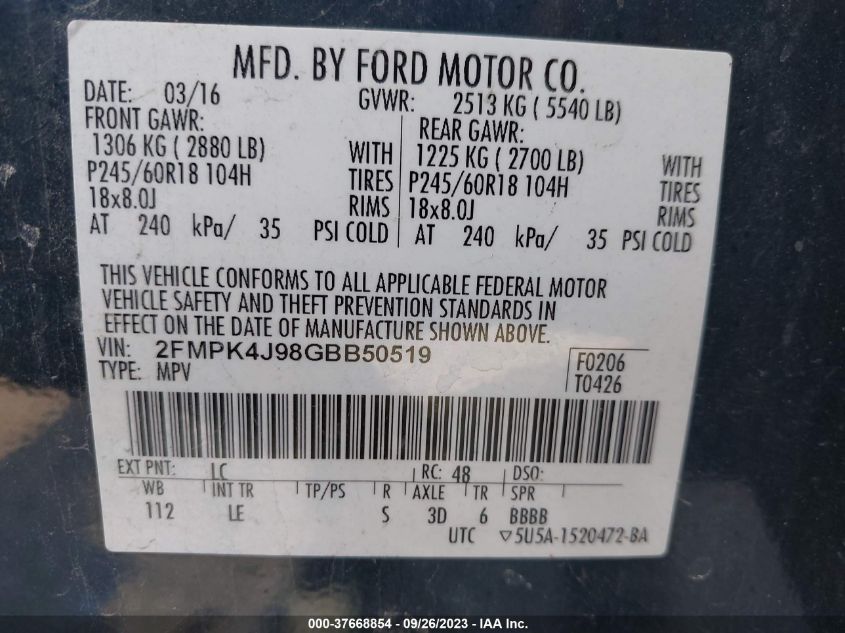 MFD. BY FORD MOTOR CO.
DATE: 03/16 GVWR: 2513 KG ( 5540 LB)
FRONT GAWR: REAR GAWR:
1306 KG ( 2880 LB) WITH 1225 KG ( 2700 LB) WITH
P245/60R18 104H TIRES P245/60R18 104H TIRES
18x8.0J RIMS 18x8.0J RIMS
AT 240 kPa/ 35 PSI COLD AT 240 kPa/ 35 PSI COLD
THIS VEHICLE CONFORMS TO ALL APPLICABLE FEDERAL MOTOR
VEHICLE SAFETY AND THEFT PREVENTION STANDARDS IN
EFFECT ON THE DATE OF MANUFACTURE SHOWN ABOVE.
VIN: 2FMPK4J98GBB50519 F0206
TYPE: MPV T0426
EXT PNT: LC RC: 48 DSO:
WB INT TR TP/PS R AXLE TR SPR
112 LE S 3D 6 BBBB
UTC ▽5U5A-1520472-BA
000-37668854 - 09/26/2023 - IAA Inc.